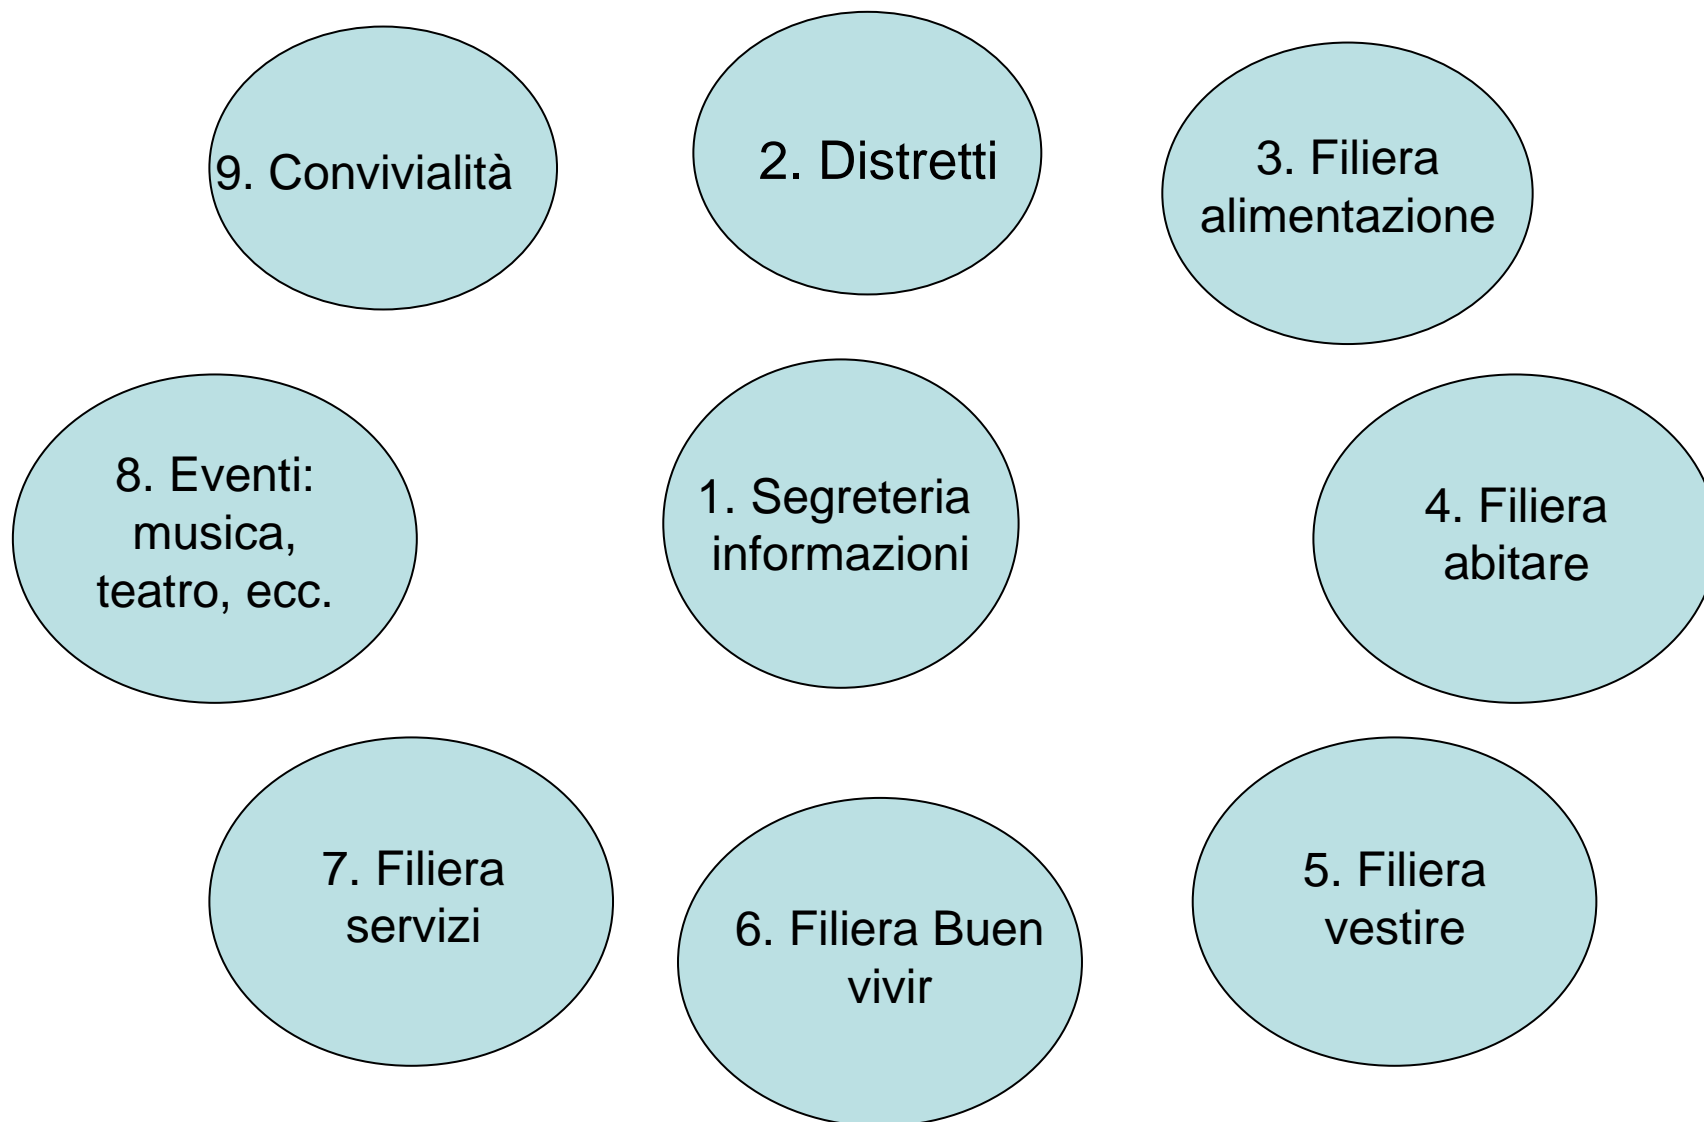 9. Convivialità
2. Distretti
3. Filiera
alimentazione
8. Eventi:
musica,
teatro, ecc.
1. Segreteria
informazioni
4. Filiera
abitare
7. Filiera
servizi
6. Filiera Buen
vivir
5. Filiera
vestire